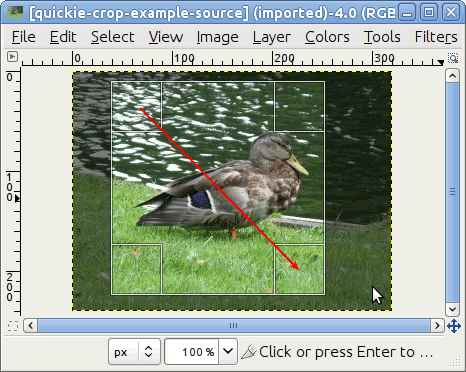 [quickie-crop-example-source] (imported)-4.0 (RGB
File Edit Select View Image Layer Colors Tools Filters
0 100 200 300
0
100
200
px 100 % Click or press Enter to ...